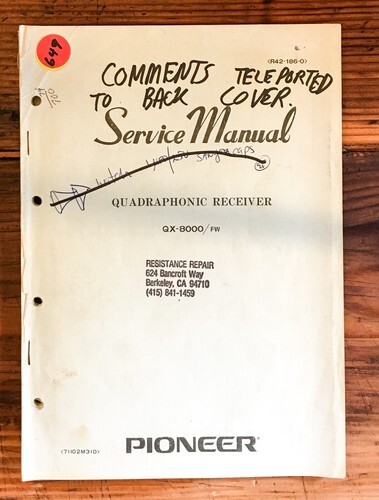 649
(R42-186-0)
COMMENTS TELEPORTED
TO BACK COVER.
Service Manual
QUADRAPHONIC RECEIVER
QX-8000/FW
RESISTANCE REPAIR
624 Bancroft Way
Berkeley, CA 94710
(415) 841-1459
(71102M31O)
PIONEER